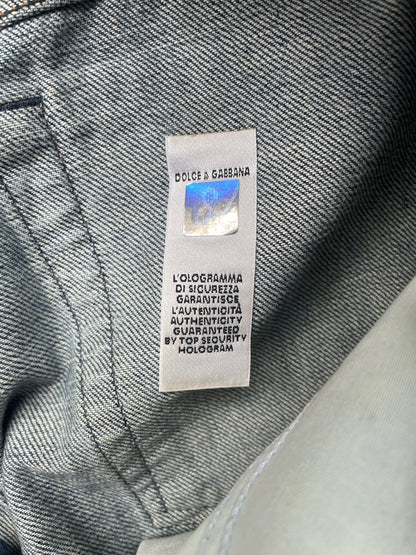 DOLCE & GABBANA
L'OLOGRAMMA
DI SICUREZZA
GARANTISCE
L'AUTENTICITÀ
AUTHENTICITY
GUARANTEED
BY TOP SECURITY
HOLOGRAM